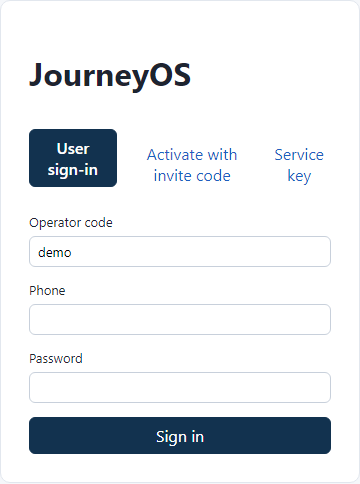 JourneyOS
User
sign-in
Activate with
invite code
Service
key
Operator code
demo
Phone
Password
Sign in